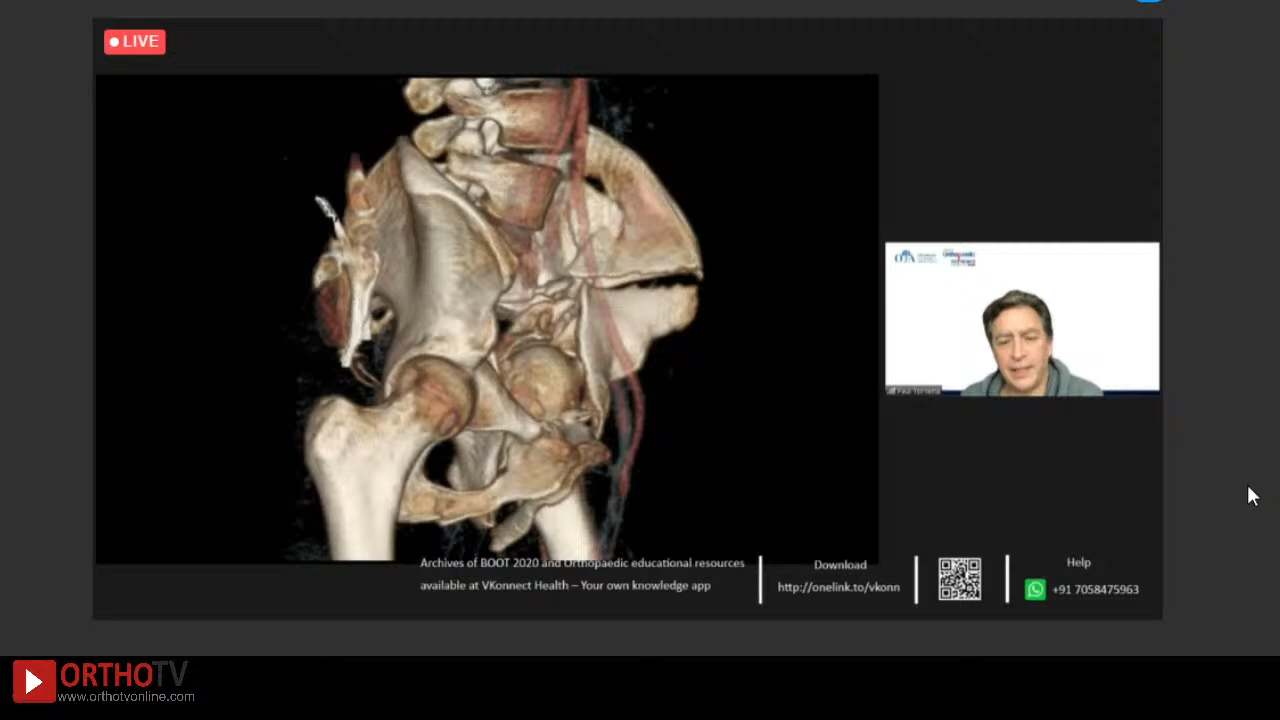 LIVE
OTA
Archives of BOOT 2020 and Orthopaedic educational resources
available at VKonnect Health – Your own knowledge app
Download
http://onelink.to/vkonn
Help
+91 7058475963
ORTHOTV
www.orthotvonline.com